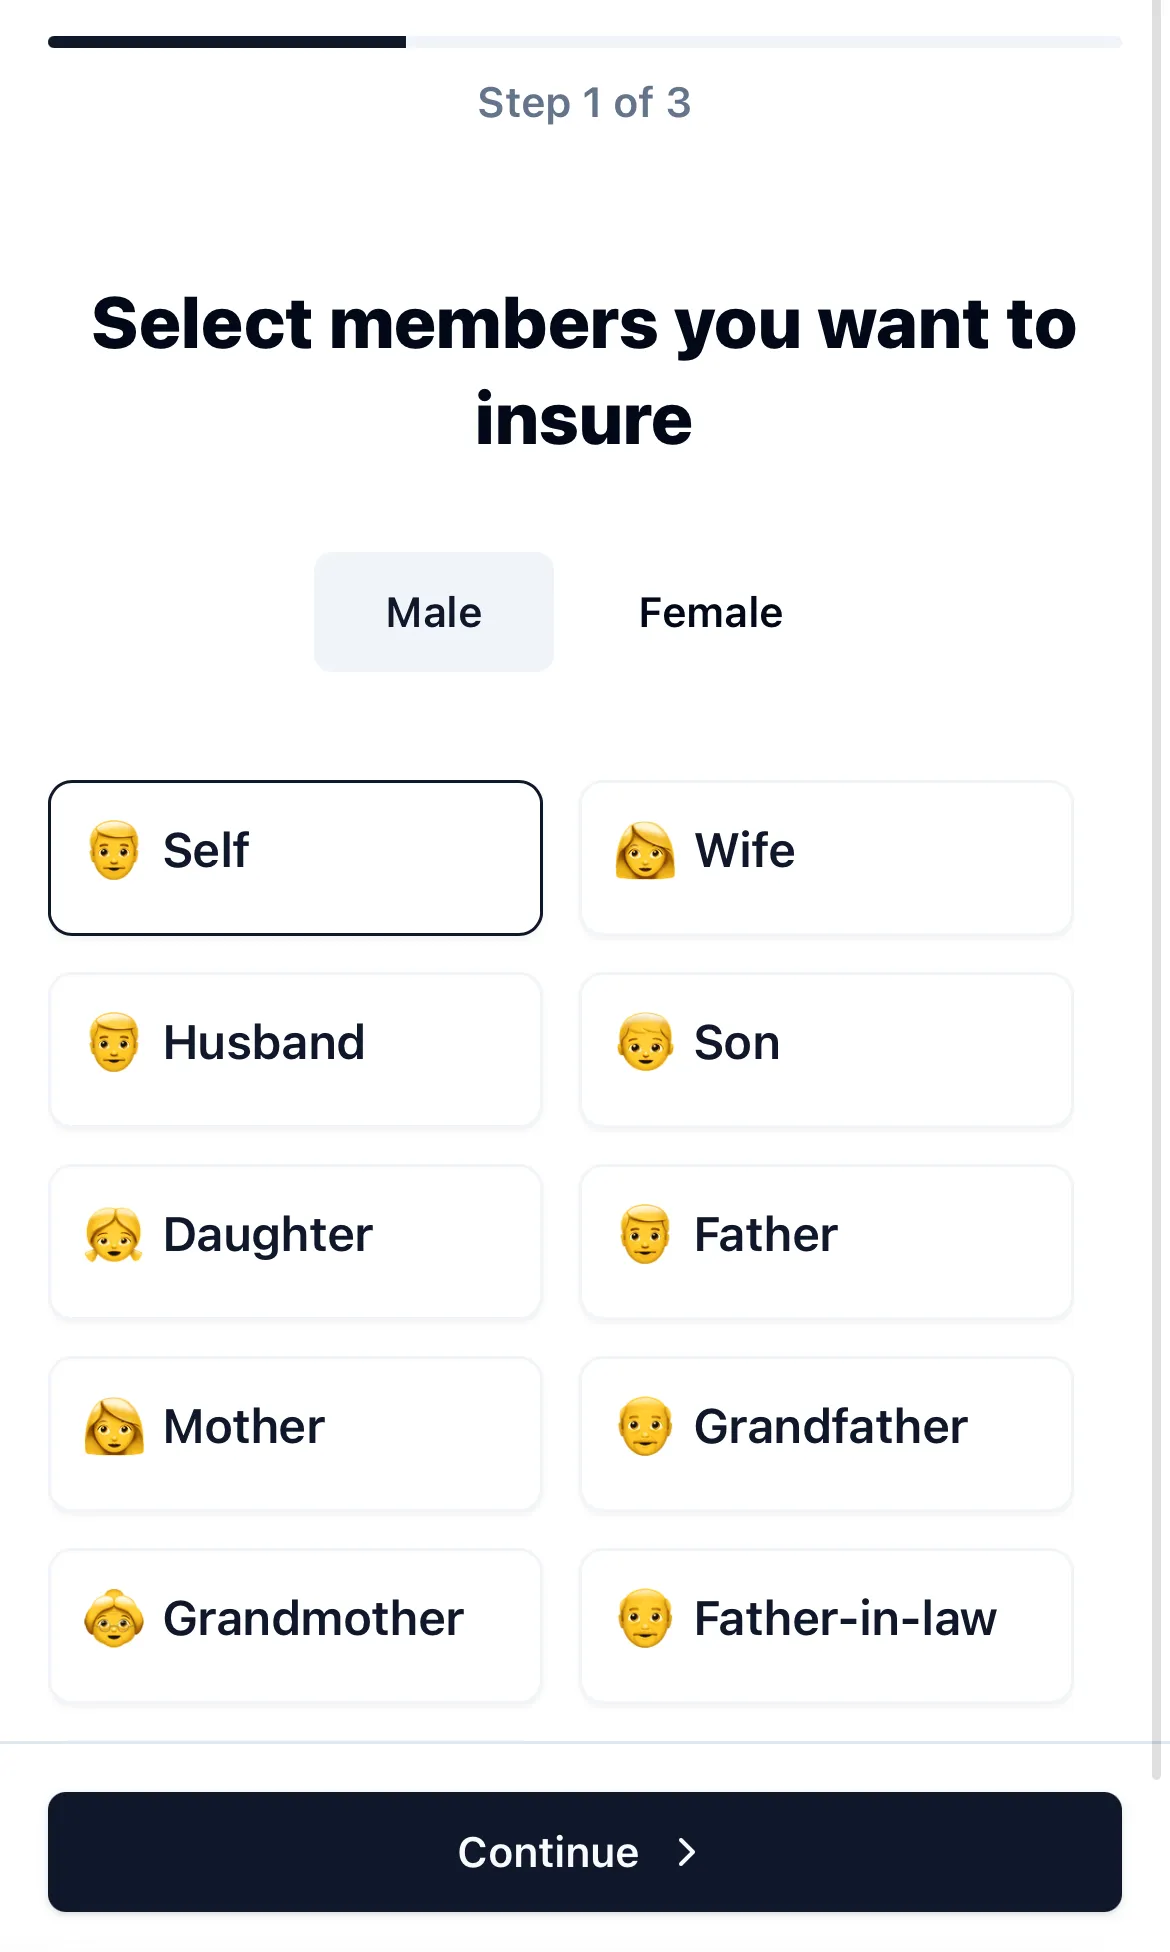 Step 1 of 3
Select members you want to
insure
Male
Female
Self
Wife
Husband
Son
Daughter
Father
Mother
Grandfather
Grandmother
Father-in-law
Continue